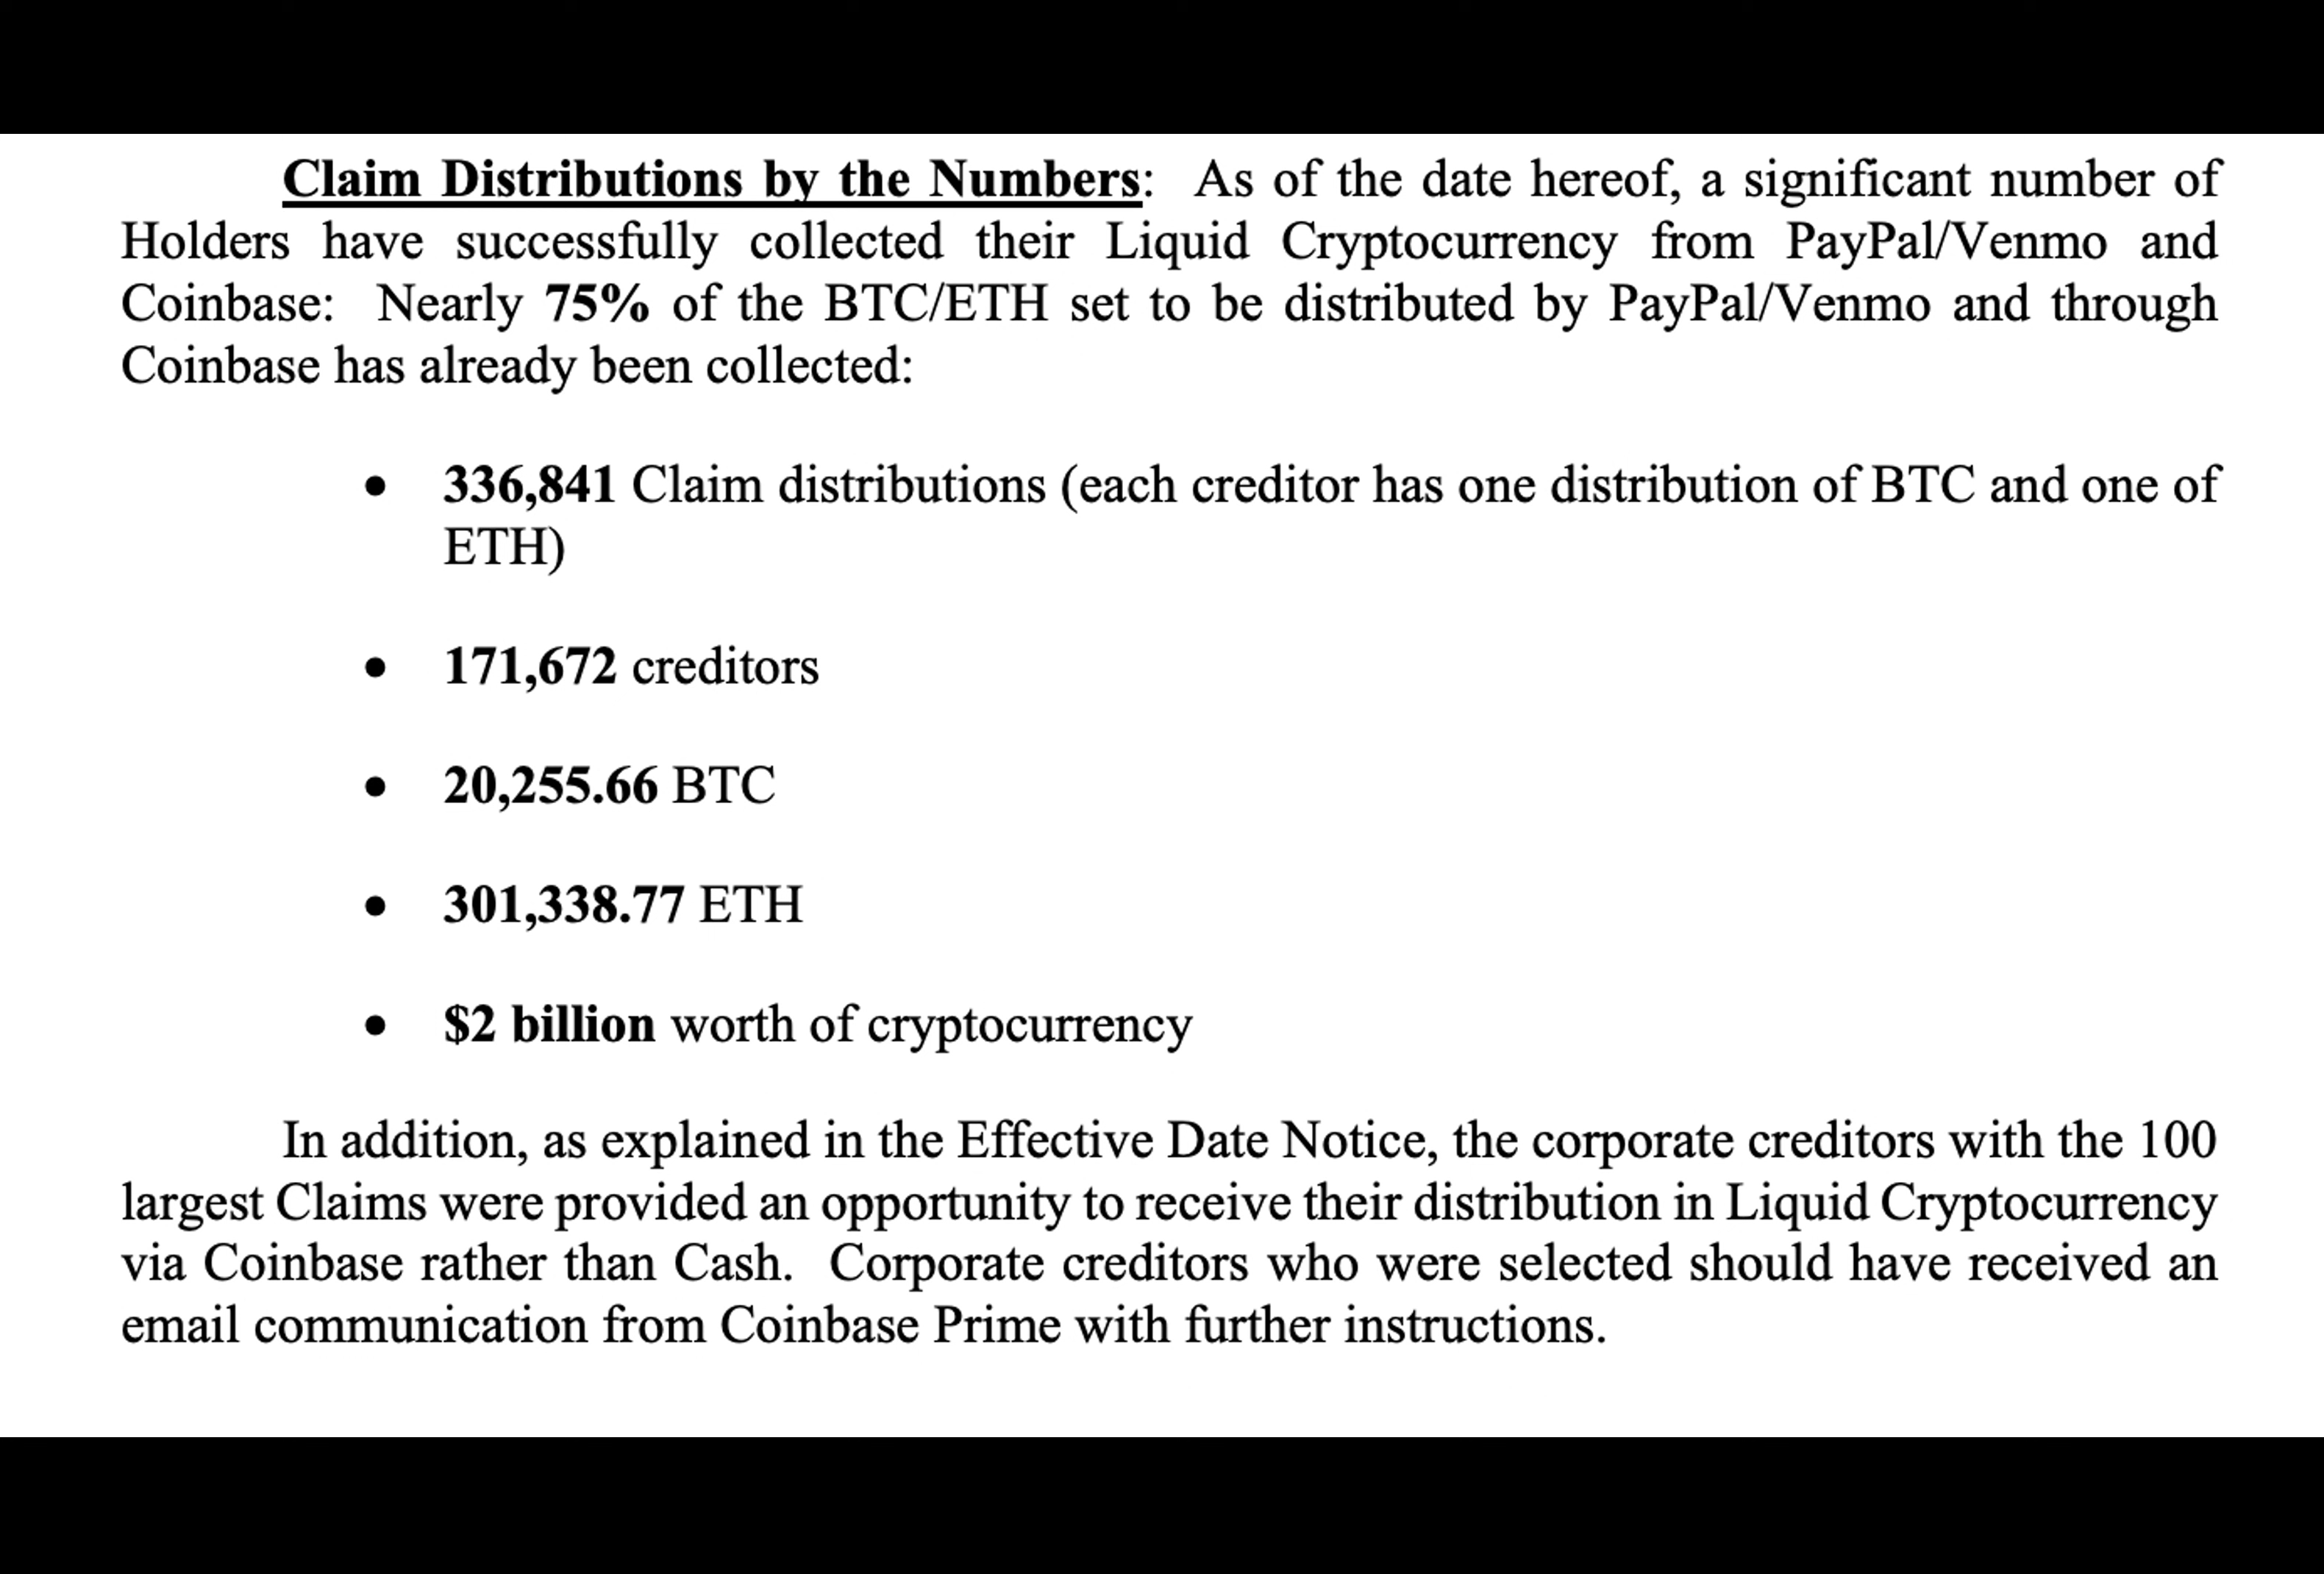 Claim Distributions by the Numbers: As of the date hereof, a significant number of
Holders have successfully collected their Liquid Cryptocurrency from PayPal/Venmo and
Coinbase: Nearly 75% of the BTC/ETH set to be distributed by PayPal/Venmo and through
Coinbase has already been collected:
• 336,841 Claim distributions (each creditor has one distribution of BTC and one of
ETH)
• 171,672 creditors
• 20,255.66 BTC
• 301,338.77 ETH
• $2 billion worth of cryptocurrency
In addition, as explained in the Effective Date Notice, the corporate creditors with the 100
largest Claims were provided an opportunity to receive their distribution in Liquid Cryptocurrency
via Coinbase rather than Cash. Corporate creditors who were selected should have received an
email communication from Coinbase Prime with further instructions.